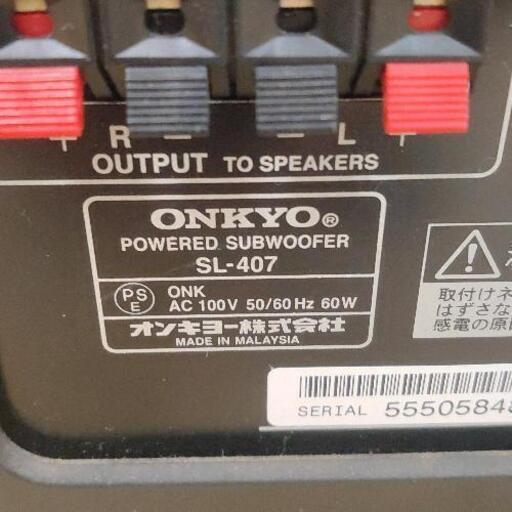 + R - - L +
OUTPUT TO SPEAKERS
ONKYO®
POWERED SUBWOOFER
SL-407
PS E ONK
AC 100V 50/60Hz 60W
オンキヨー株式会社
MADE IN MALAYSIA
取付けネ
はずさな
感電の原
SERIAL 5550584